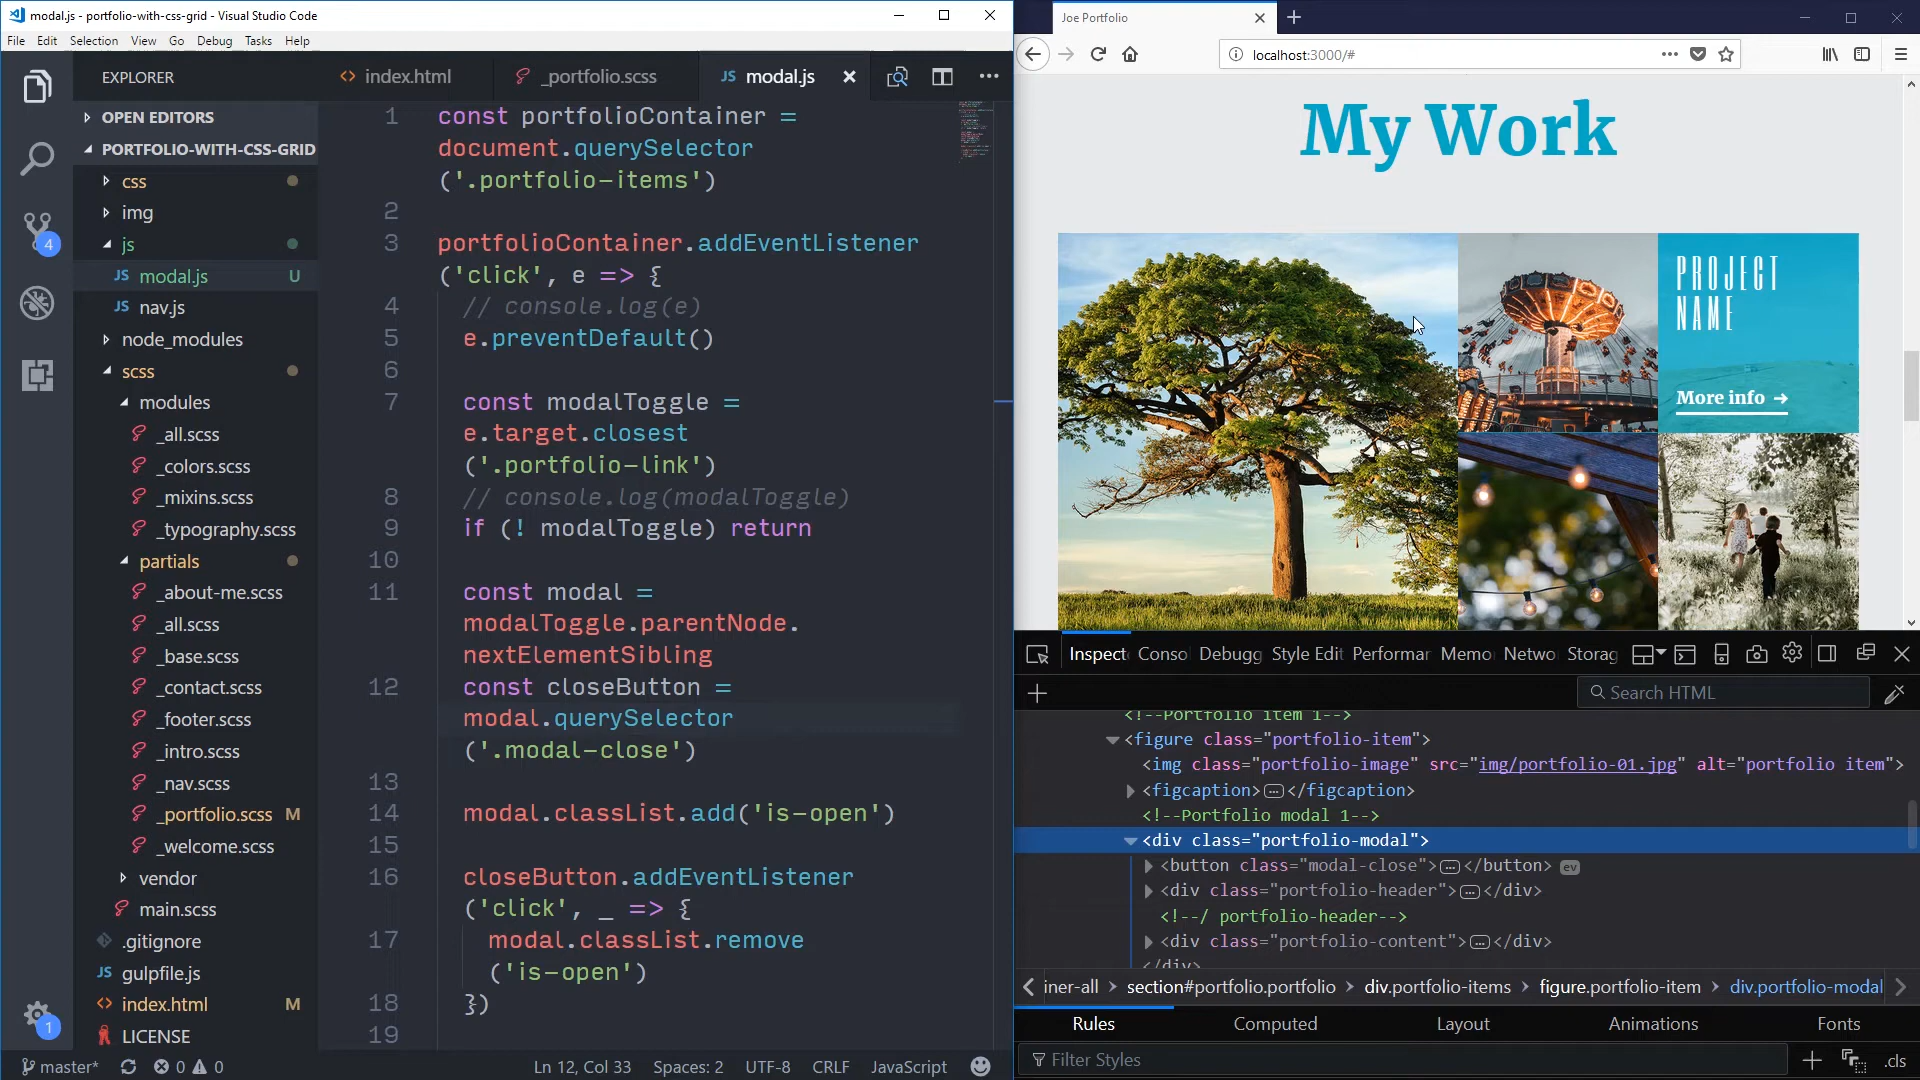 modal.js - portfolio-with-css-grid - Visual Studio Code
File Edit Selection View Go Debug Tasks Help
EXPLORER
OPEN EDITORS
PORTFOLIO-WITH-CSS-GRID
css
img
js
JS modal.js U
JS nav.js
node_modules
scss
modules
_all.scss
_colors.scss
_mixins.scss
_typography.scss
partials
_about-me.scss
_all.scss
_base.scss
_contact.scss
_footer.scss
_intro.scss
_nav.scss
_portfolio.scss M
_welcome.scss
vendor
main.scss
.gitignore
JS gulpfile.js
<> index.html M
LICENSE
4
1
<> index.html
_portfolio.scss
JS modal.js
1 const portfolioContainer =
document.querySelector
('.portfolio-items')
2
3 portfolioContainer.addEventListener
('click', e => {
4 // console.log(e)
5 e.preventDefault()
6
7 const modalToggle =
e.target.closest
('.portfolio-link')
8 // console.log(modalToggle)
9 if (! modalToggle) return
10
11 const modal =
modalToggle.parentNode.
nextElementSibling
12 const closeButton =
modal.querySelector
('.modal-close')
13
14 modal.classList.add('is-open')
15
16 closeButton.addEventListener
('click', _ => {
17 modal.classList.remove
('is-open')
18 })
19
master* 0 0 Ln 12, Col 33 Spaces: 2 UTF-8 CRLF JavaScript
Joe Portfolio
localhost:3000/#
My Work
PROJECT
NAME
More info →
Inspect Conso Debugg Style Edit Performar Memo Netwo Storag
Search HTML
<!--Portfolio item 1-->
<figure class="portfolio-item">
<img class="portfolio-image" src="img/portfolio-01.jpg" alt="portfolio item">
<figcaption></figcaption>
<!--Portfolio modal 1-->
<div class="portfolio-modal">
<button class="modal-close"></button> ev
<div class="portfolio-header"></div>
<!--/ portfolio-header-->
<div class="portfolio-content"></div>
</div>
iner-all section#portfolio.portfolio div.portfolio-items figure.portfolio-item div.portfolio-modal
Rules Computed Layout Animations Fonts
Filter Styles .cls